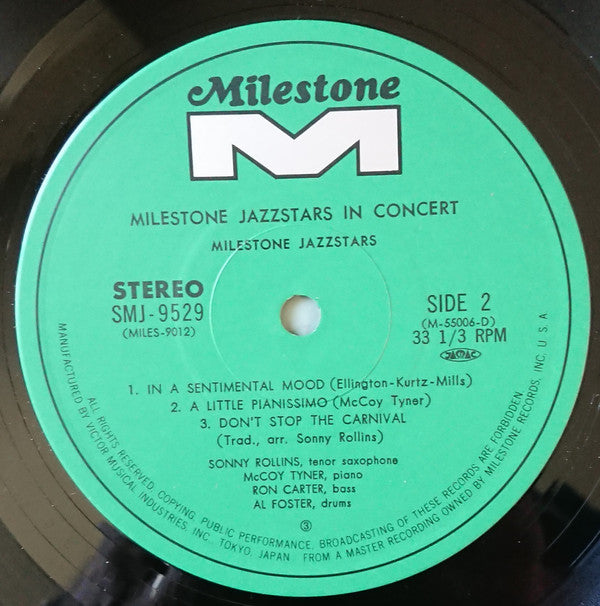 Milestone
M
MILESTONE JAZZSTARS IN CONCERT
MILESTONE JAZZSTARS
STEREO
SMJ-9529
(MILES-9012)
SIDE 2
(M-55006-D)
33 1/3 RPM
JASRAC
1. IN A SENTIMENTAL MOOD (Ellington-Kurtz-Mills)
2. A LITTLE PIANISSIMO (McCoy Tyner)
3. DON'T STOP THE CARNIVAL
(Trad., arr. Sonny Rollins)
SONNY ROLLINS, tenor saxophone
McCOY TYNER, piano
RON CARTER, bass
AL FOSTER, drums
③
ALL RIGHTS RESERVED, COPYING, PUBLIC PERFORMANCE, BROADCASTING OF THESE RECORDS ARE FORBIDDEN.
MANUFACTURED BY VICTOR MUSICAL INDUSTRIES, INC., TOKYO, JAPAN FROM A MASTER RECORDING OWNED BY MILESTONE RECORDS, INC. U.S.A.